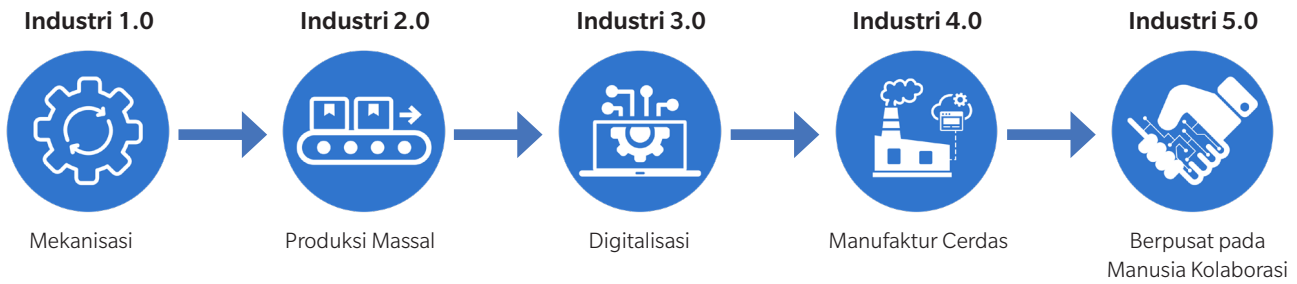 Industri 1.0
Industri 2.0
Industri 3.0
Industri 4.0
Industri 5.0
Mekanisasi
Produksi Massal
Digitalisasi
Manufaktur Cerdas
Berpusat pada
Manusia Kolaborasi